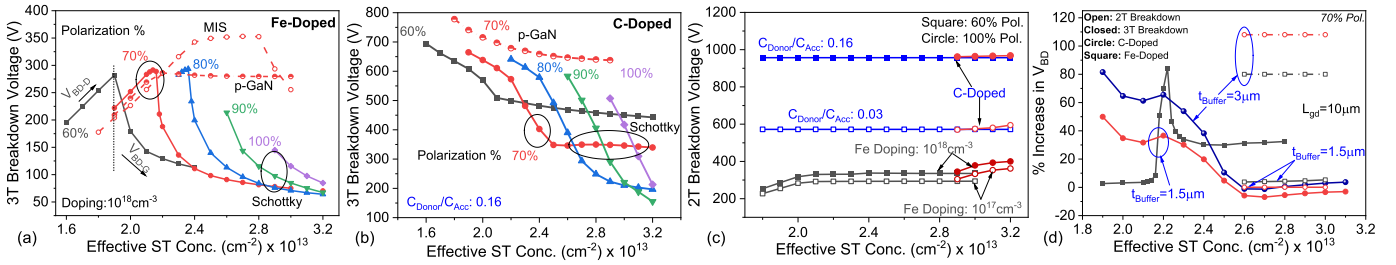 Fe-Doped
Polarization %
MIS
70%
80%
p-GaN
V_BD-D
60%
90%
V_BD-G
100%
Schottky
Doping:10^18cm^-3
400
350
300
250
200
150
100
50
0
3T Breakdown Voltage (V)
1.6 2.0 2.4 2.8 3.2
Effective ST Conc. (cm^-2) x 10^13
(a)
C-Doped
60%
70%
p-GaN
80%
90%
100%
Schottky
Polarization %
70%
C_Donor/C_Acc: 0.16
800
700
600
500
400
300
200
3T Breakdown Voltage (V)
1.6 2.0 2.4 2.8 3.2
Effective ST Conc. (cm^-2) x 10^13
(b)
Square: 60% Pol.
Circle: 100% Pol.
C_Donor/C_Acc: 0.16
C-Doped
C_Donor/C_Acc: 0.03
Fe Doping: 10^18cm^-3
Fe Doping: 10^17cm^-3
1200
1000
800
600
400
200
0
2T Breakdown Voltage (V)
2.0 2.4 2.8 3.2
Effective ST Conc. (cm^-2) x 10^13
(c)
Open: 2T Breakdown
Closed: 3T Breakdown
Circle: C-Doped
Square: Fe-Doped
70% Pol.
t_Buffer=3µm
L_gd=10µm
t_Buffer=1.5µm
t_Buffer=1.5µm
120
100
80
60
40
20
0
-20
% Increase in V_BD
2.1 2.4 2.7 3.0 3.3
Effective ST Conc. (cm^-2) x 10^13
(d)